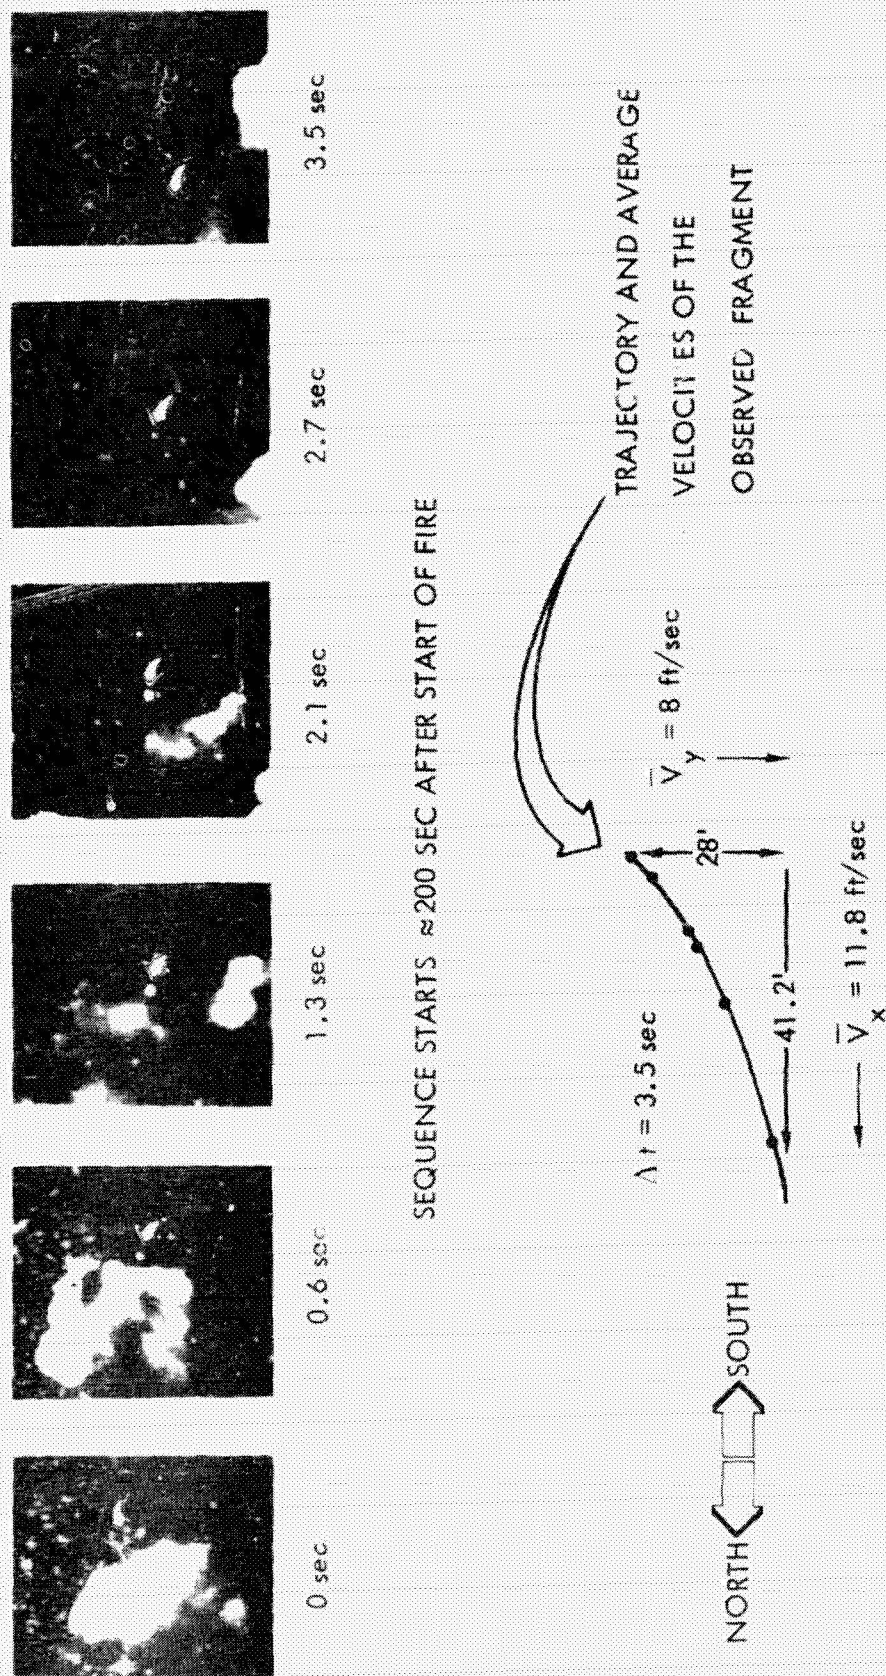 0 sec
0.6 sec
1.3 sec
2.1 sec
2.7 sec
3.5 sec
SEQUENCE STARTS ≈200 SEC AFTER START OF FIRE
TRAJECTORY AND AVERAGE
VELOCITIES OF THE
OBSERVED FRAGMENT
Δt = 3.5 sec
V̄y = 8 ft/sec
28'
41.2'
V̄x = 11.8 ft/sec
NORTH SOUTH